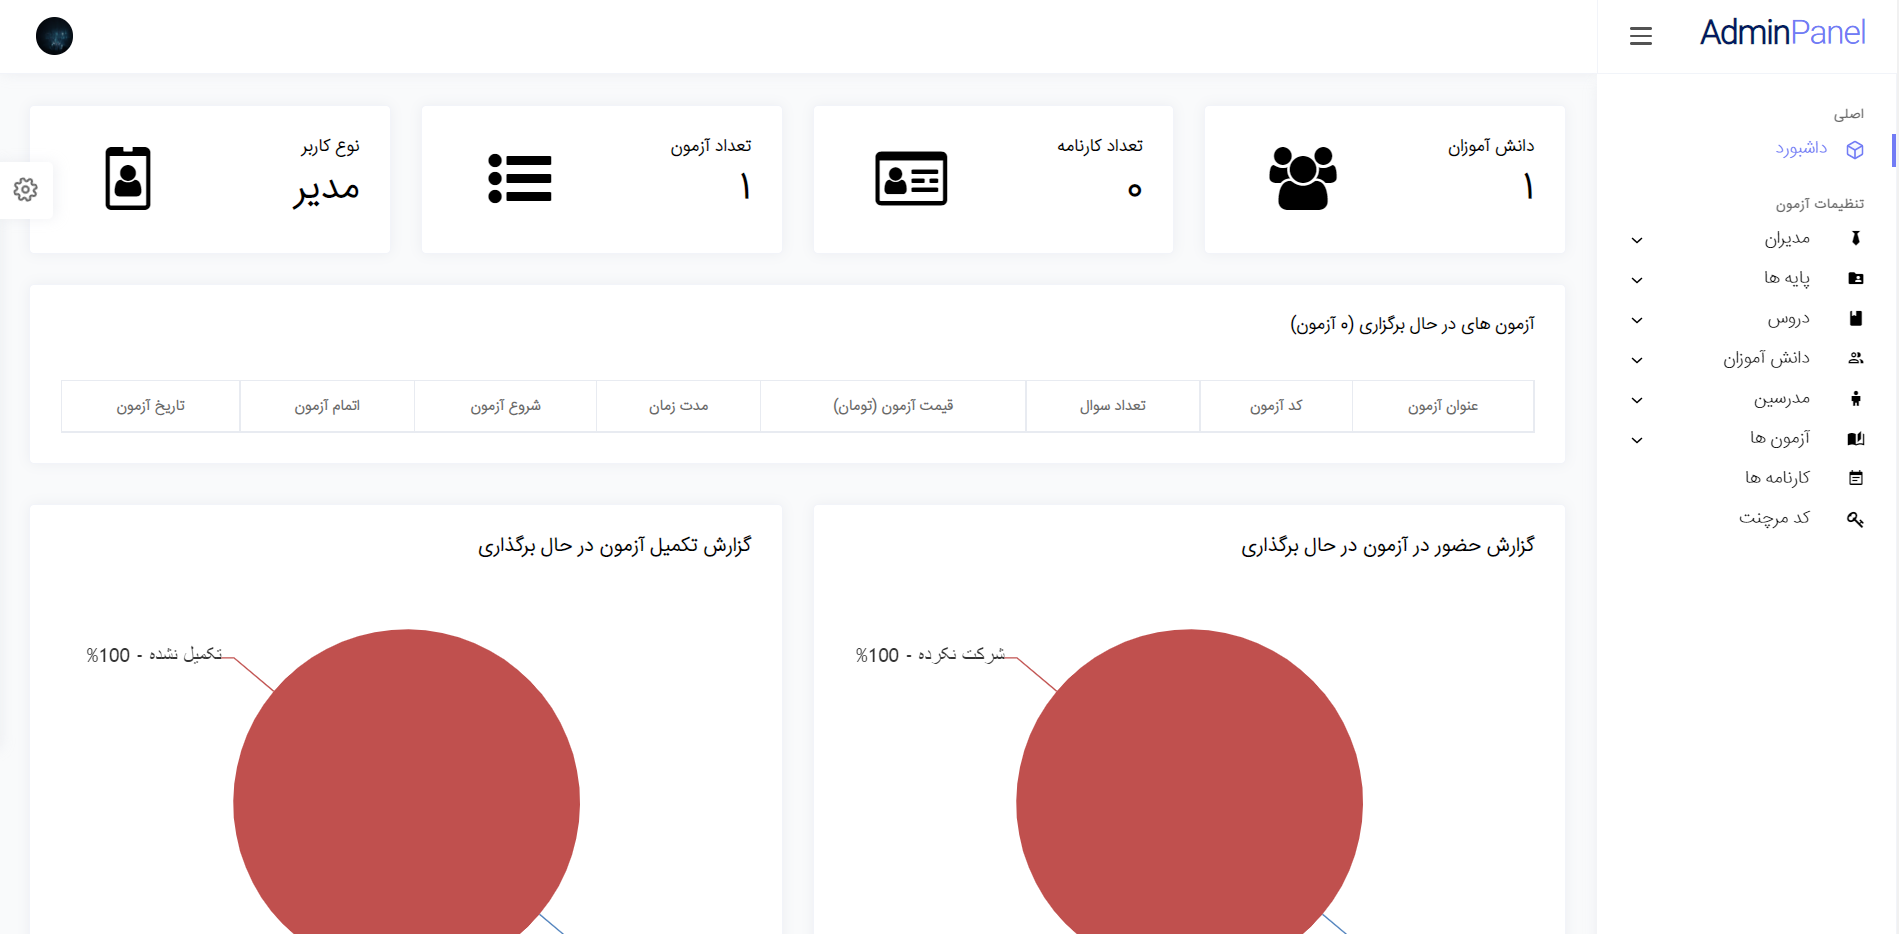 AdminPanel
اصلی
داشبورد
تنظیمات آزمون
مدیران
پایه ها
دروس
دانش آموزان
مدرسین
آزمون ها
کارنامه ها
کد مرچنت
دانش آموزان
۱
تعداد کارنامه
۰
تعداد آزمون
۱
نوع کاربر
مدیر
آزمون های در حال برگزاری (۰ آزمون)
عنوان آزمون	کد آزمون	تعداد سوال	قیمت آزمون (تومان)	مدت زمان	شروع آزمون	اتمام آزمون	تاریخ آزمون
گزارش حضور در آزمون در حال برگذاری
شرکت نکرده - 100%
گزارش تکمیل آزمون در حال برگذاری
تکمیل نشده - 100%